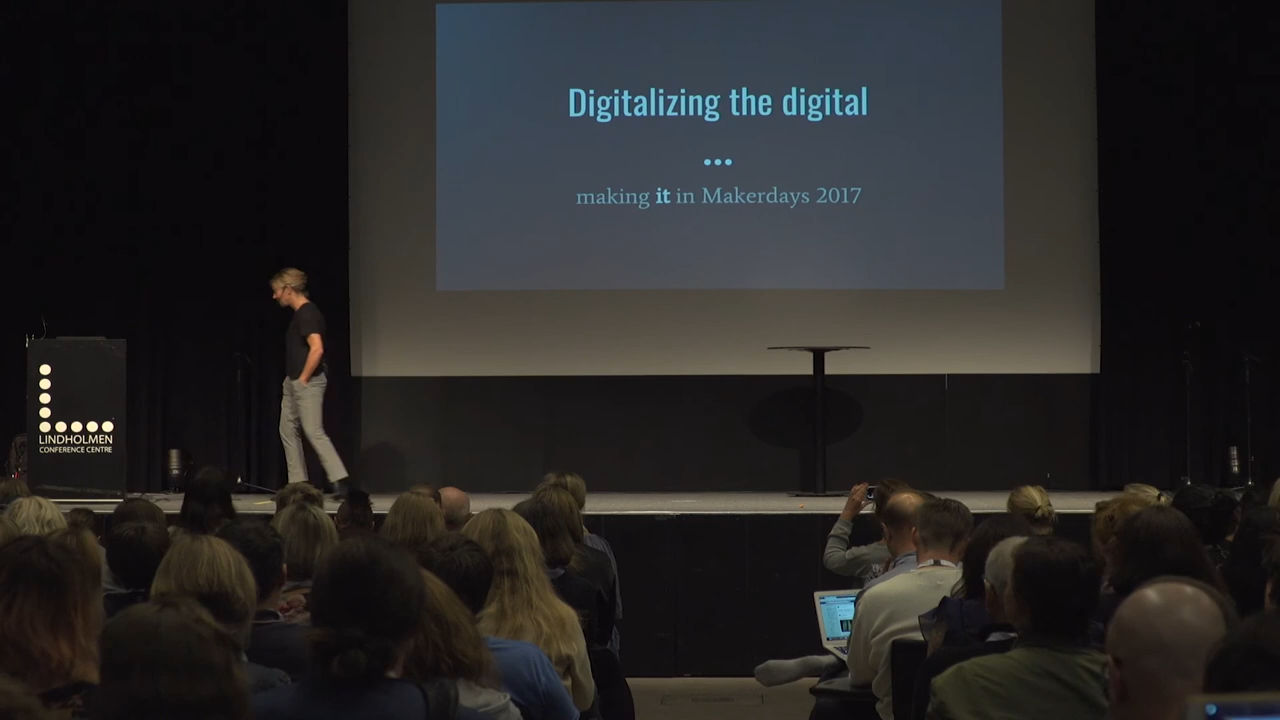 Digitalizing the digital
making it in Makerdays 2017
LINDHOLMEN
CONFERENCE CENTRE